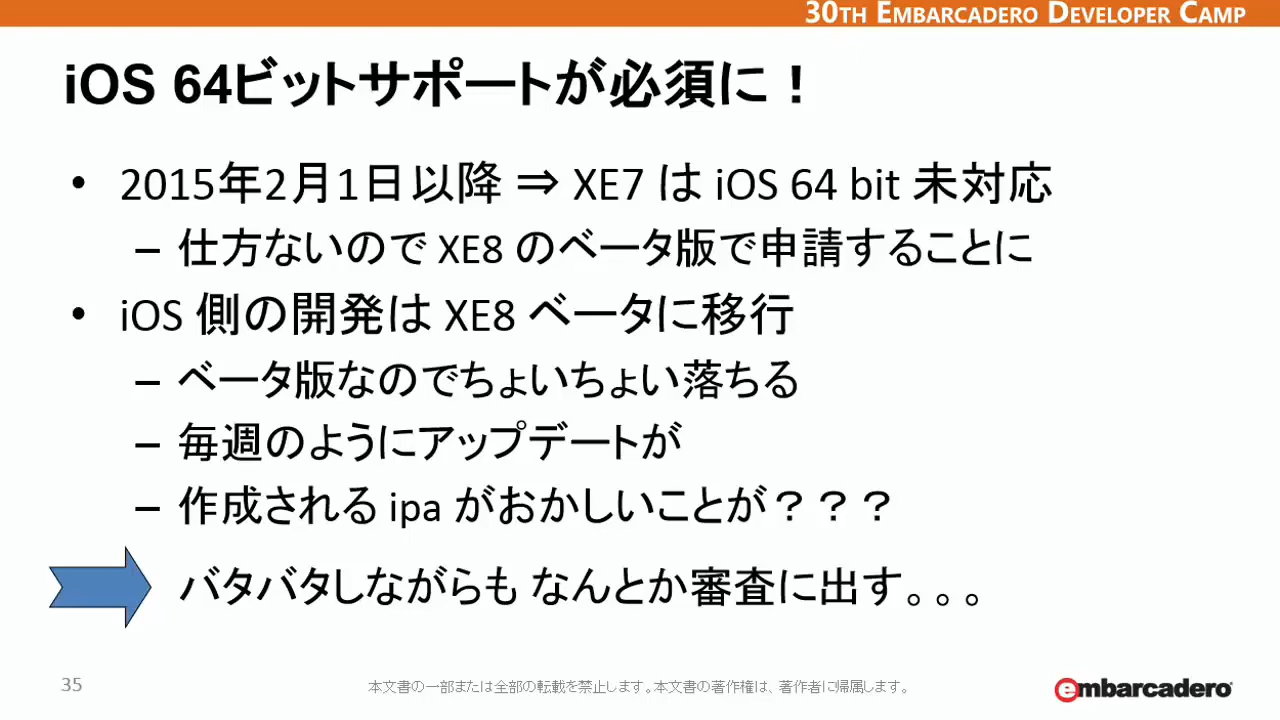 30TH EMBARCADERO DEVELOPER CAMP
iOS 64ビットサポートが必須に！
• 2015年2月1日以降 ⇒ XE7 は iOS 64 bit 未対応
– 仕方ないので XE8 のベータ版で申請することに
• iOS 側の開発は XE8 ベータに移行
– ベータ版なのでちょいちょい落ちる
– 毎週のようにアップデートが
– 作成される ipa がおかしいことが？？？
バタバタしながらも なんとか審査に出す。。。
35
本文書の一部または全部の転載を禁止します。本文書の著作権は、著作者に帰属します。
embarcadero